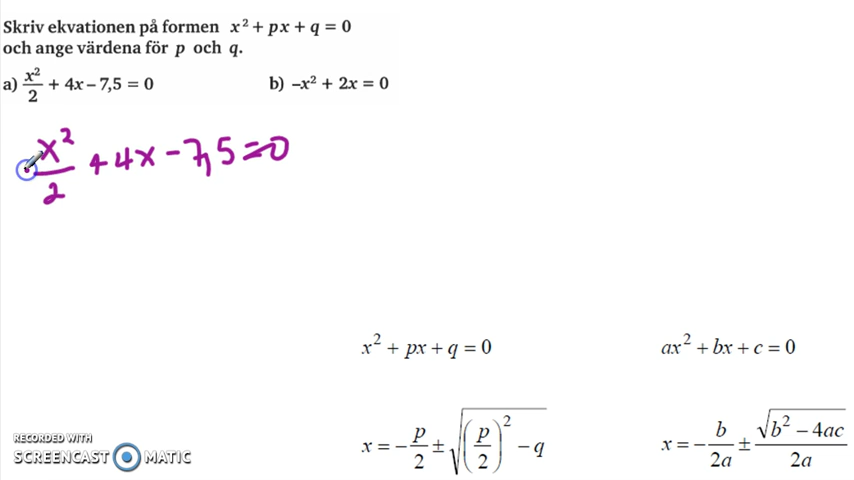 Skriv ekvationen på formen x² + px + q = 0
och ange värdena för p och q.
a) x²/2 + 4x – 7,5 = 0
b) –x² + 2x = 0
x²/2 + 4x – 7,5 = 0
x² + px + q = 0
ax² + bx + c = 0
x = –p/2 ± √((p/2)² – q)
x = –b/2a ± √(b² – 4ac)/2a
RECORDED WITH
SCREENCAST MATIC